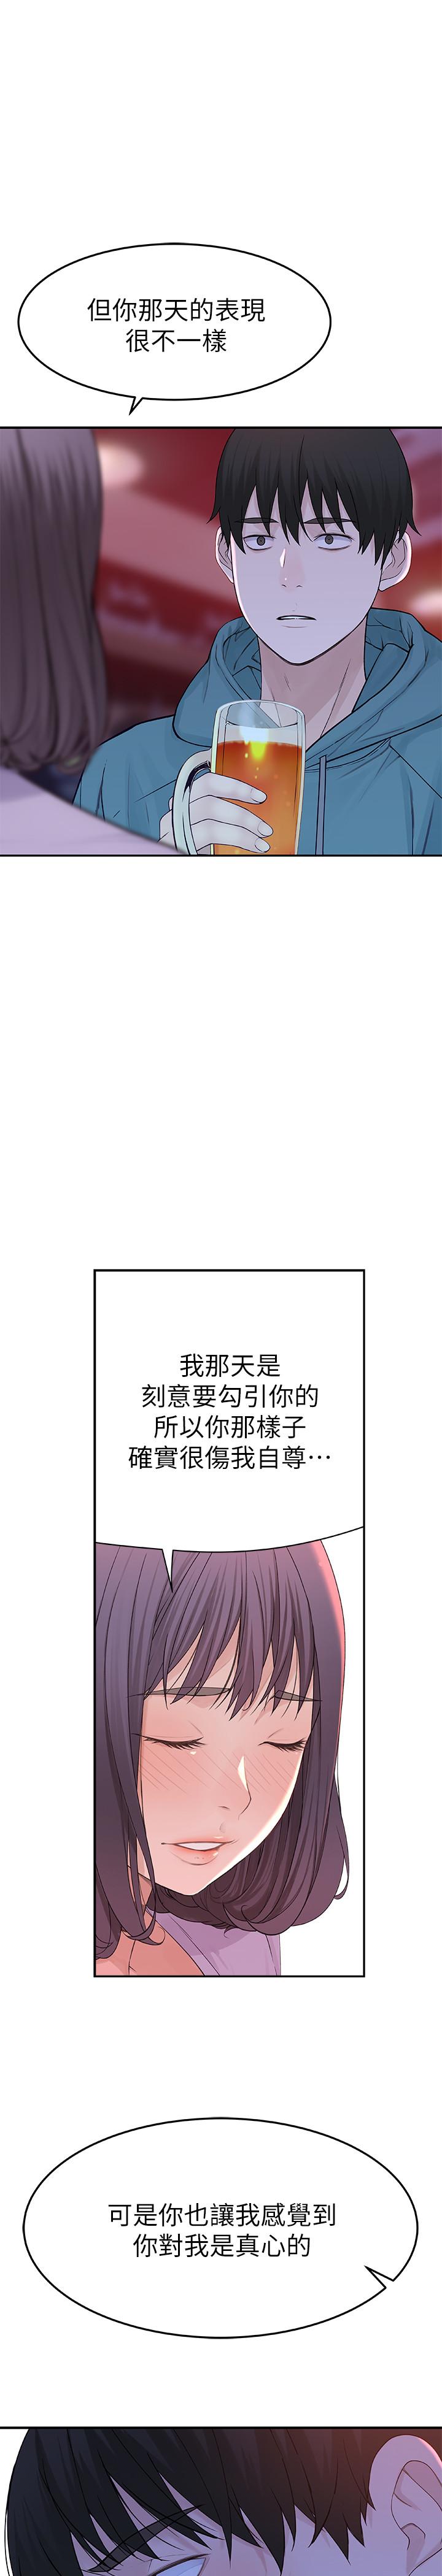 但你那天的表現
很不一樣
我那天是
刻意要勾引你的
所以你那樣子
確實很傷我自尊⋯
可是你也讓我感覺到
你對我是真心的